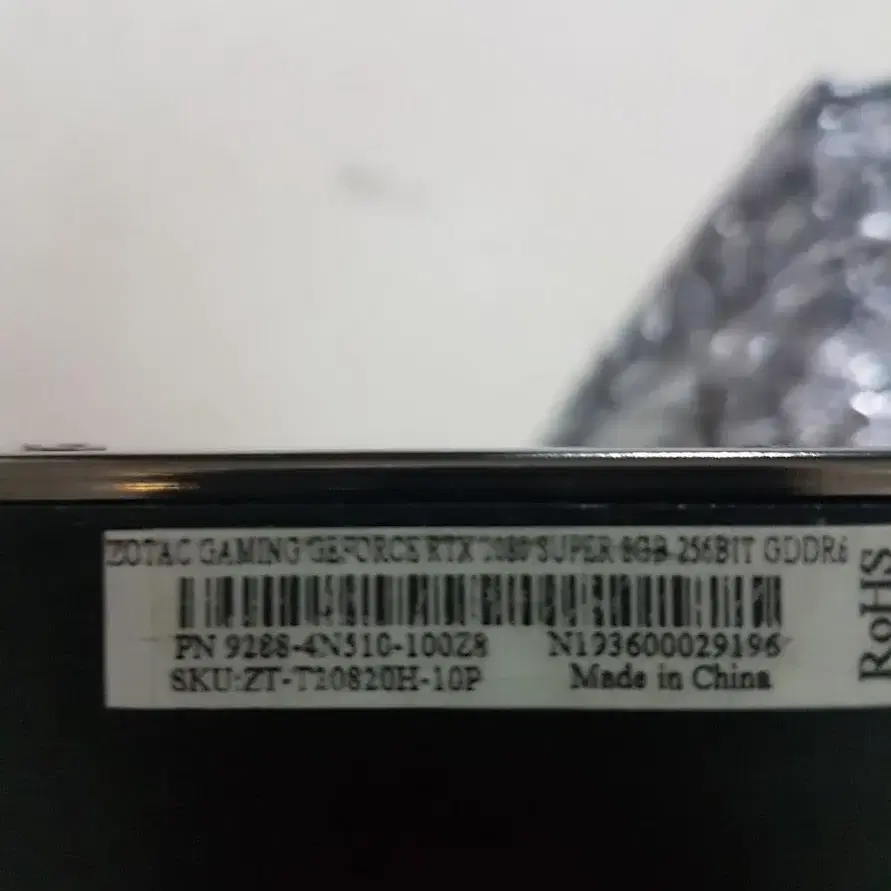 ZOTAC GAMING GEFORCE RTX 2080 SUPER 8GB 256BIT GDDR6
PN 9288-4N510-100Z8 N193600029196
SKU:ZT-T20820H-10P Made in China
RoHS